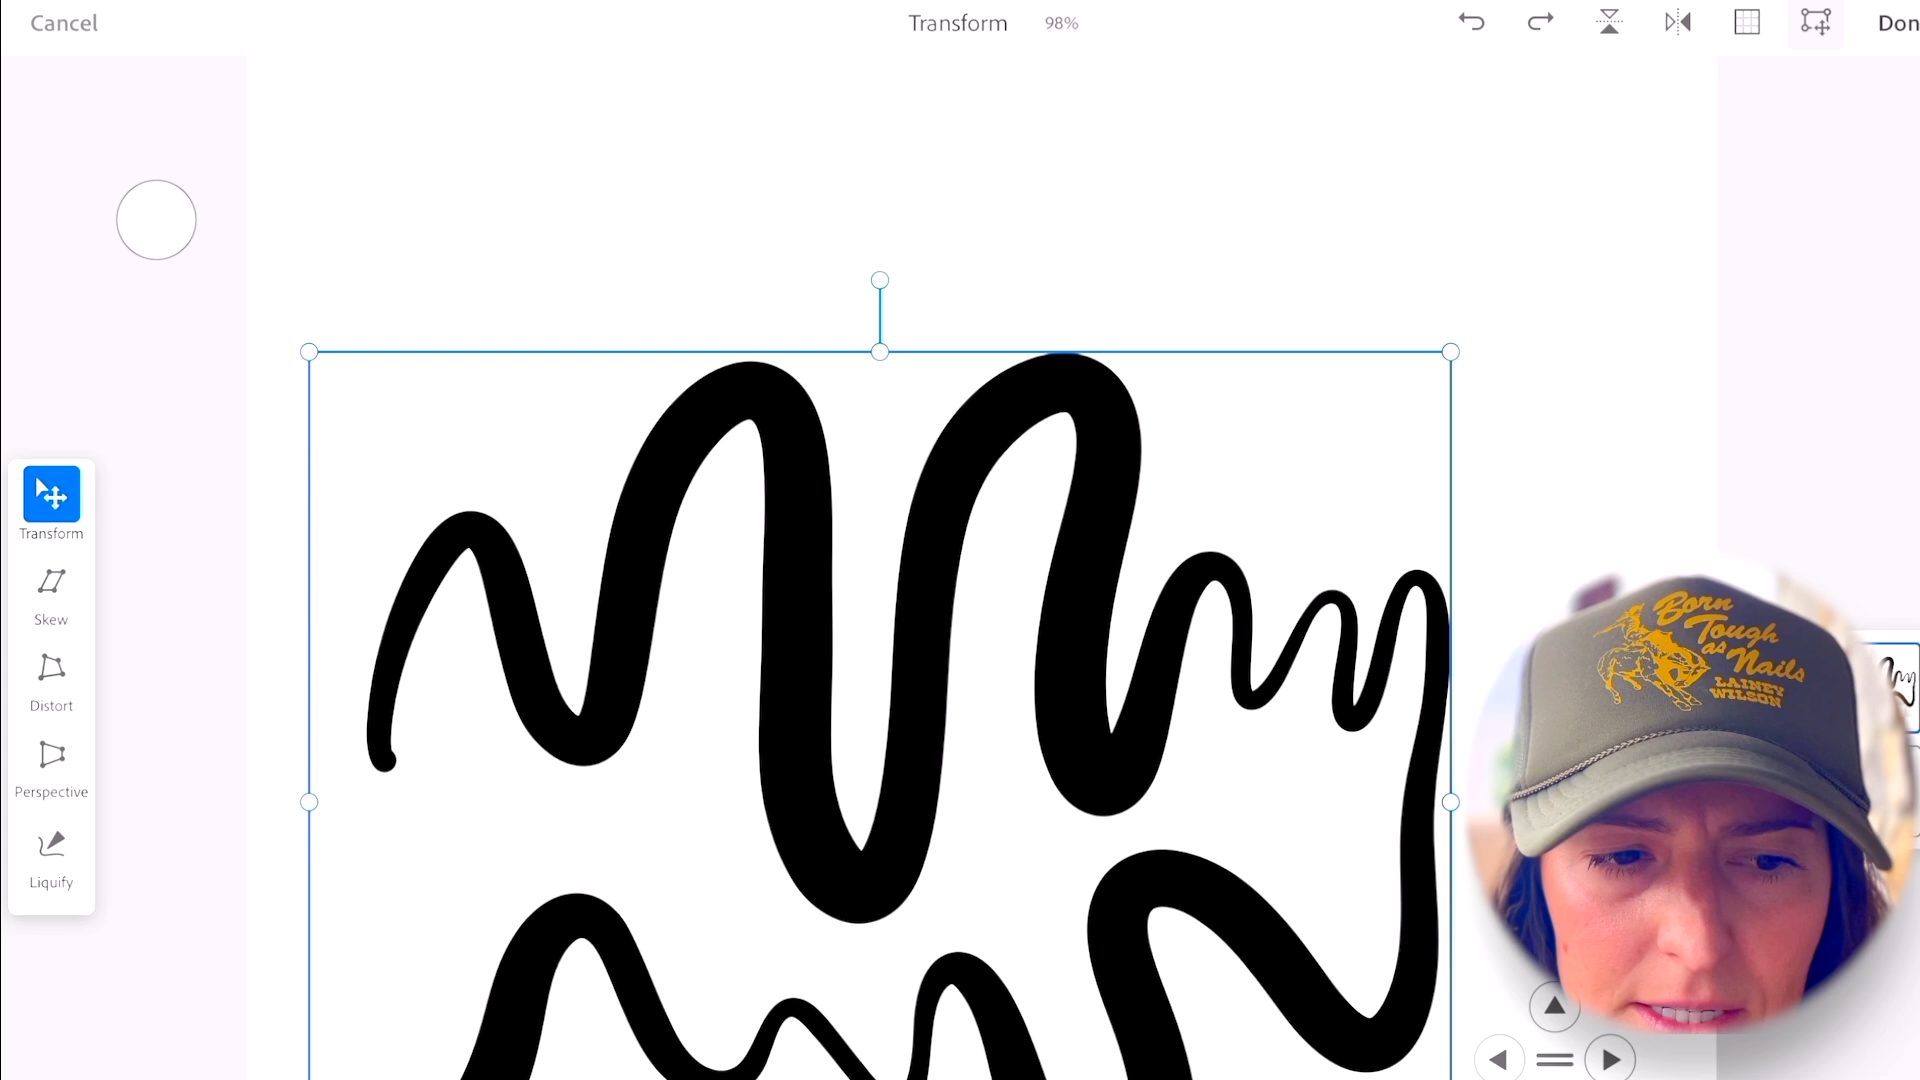 Cancel
Transform 98%
Don
Transform
Skew
Distort
Perspective
Liquify
Born
Tough
as Nails
LAINEY
WILSON